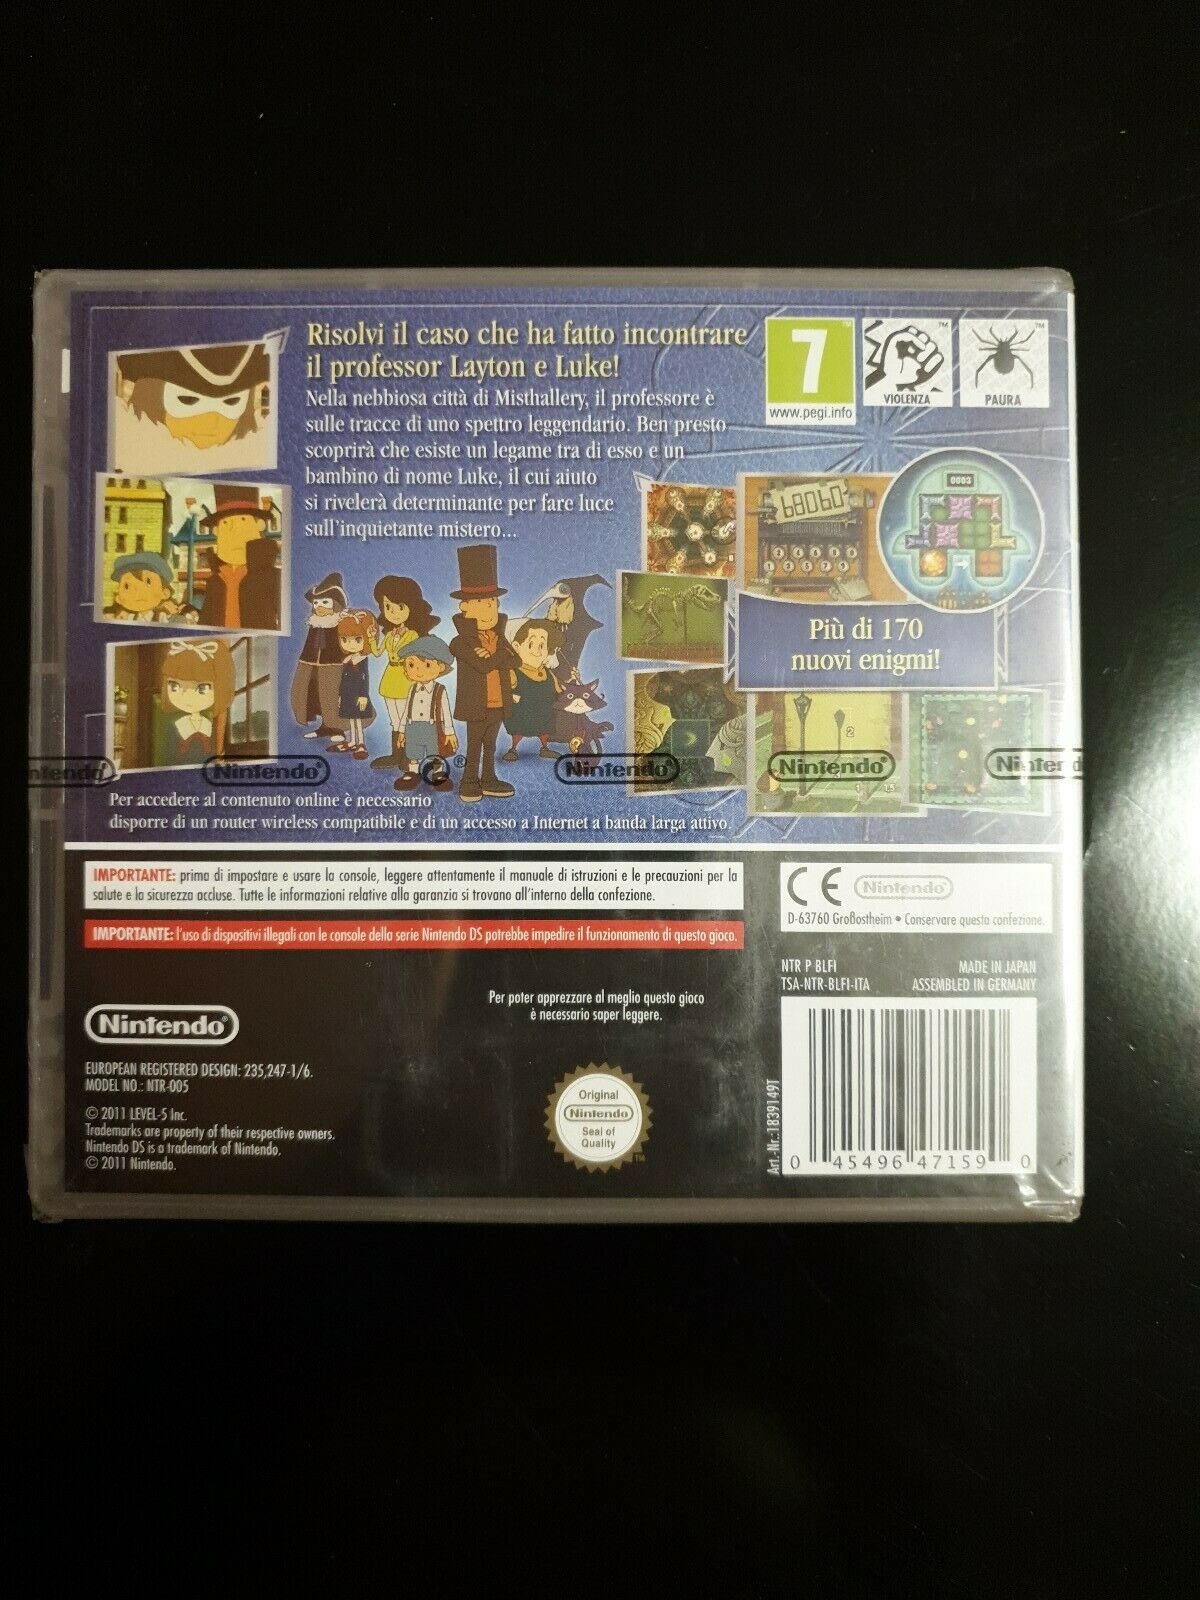 Risolvi il caso che ha fatto incontrare
il professor Layton e Luke!
Nella nebbiosa città di Misthallery, il professore è
sulle tracce di uno spettro leggendario. Ben presto
scoprirà che esiste un legame tra di esso e un
bambino di nome Luke, il cui aiuto
si rivelerà determinante per fare luce
sull'inquietante mistero...
7
www.pegi.info
VIOLENZA
PAURA
0003
Più di 170
nuovi enigmi!
2
Nintendo
Nintendo®
Nintendo®
Nintendo®
Per accedere al contenuto online è necessario
disporre di un router wireless compatibile e di un accesso a Internet a banda larga attivo.
IMPORTANTE: prima di impostare e usare la console, leggere attentamente il manuale di istruzioni e le precauzioni per la
salute e la sicurezza accluse. Tutte le informazioni relative alla garanzia si trovano all'interno della confezione.
IMPORTANTE: l'uso di dispositivi illegali con le console della serie Nintendo DS potrebbe impedire il funzionamento di questo gioco.
CE Nintendo®
D-63760 Großostheim • Conservare questa confezione.
NTR P BLFI MADE IN JAPAN
TSA-NTR-BLFI-ITA ASSEMBLED IN GERMANY
Per poter apprezzare al meglio questo gioco
è necessario saper leggere.
Nintendo®
EUROPEAN REGISTERED DESIGN: 235,247-1/6.
MODEL NO.: NTR-005
© 2011 LEVEL-5 Inc.
Trademarks are property of their respective owners.
Nintendo DS is a trademark of Nintendo.
© 2011 Nintendo.
Original
Nintendo
Seal of
Quality
TM
Art.-Nr.:1839149T
0 45496 47159 0